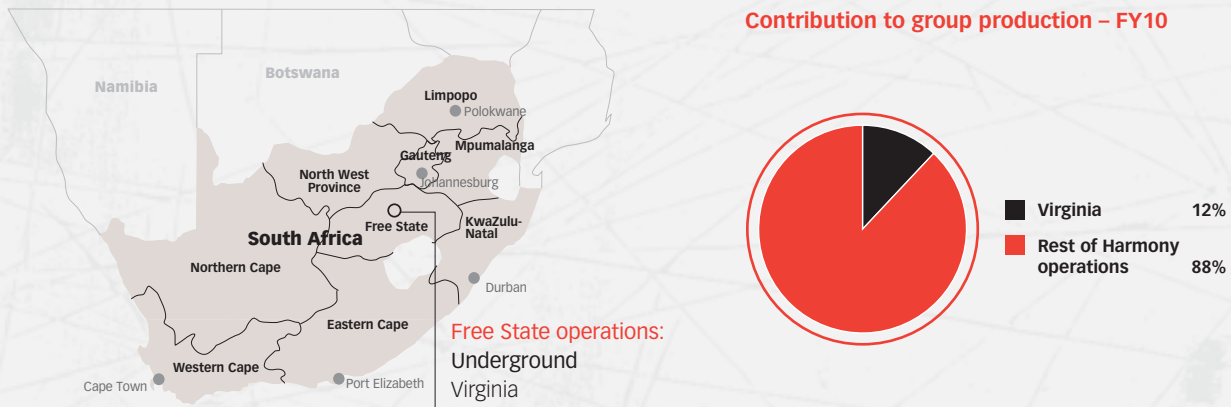 Namibia
Botswana
Limpopo
Polokwane
Mpumalanga
Gauteng
Johannesburg
North West
Province
Free State
KwaZulu-
Natal
South Africa
Northern Cape
Durban
Eastern Cape
Western Cape
Cape Town
Port Elizabeth
Free State operations:
Underground
Virginia
Contribution to group production – FY10
Virginia 12%
Rest of Harmony
operations 88%